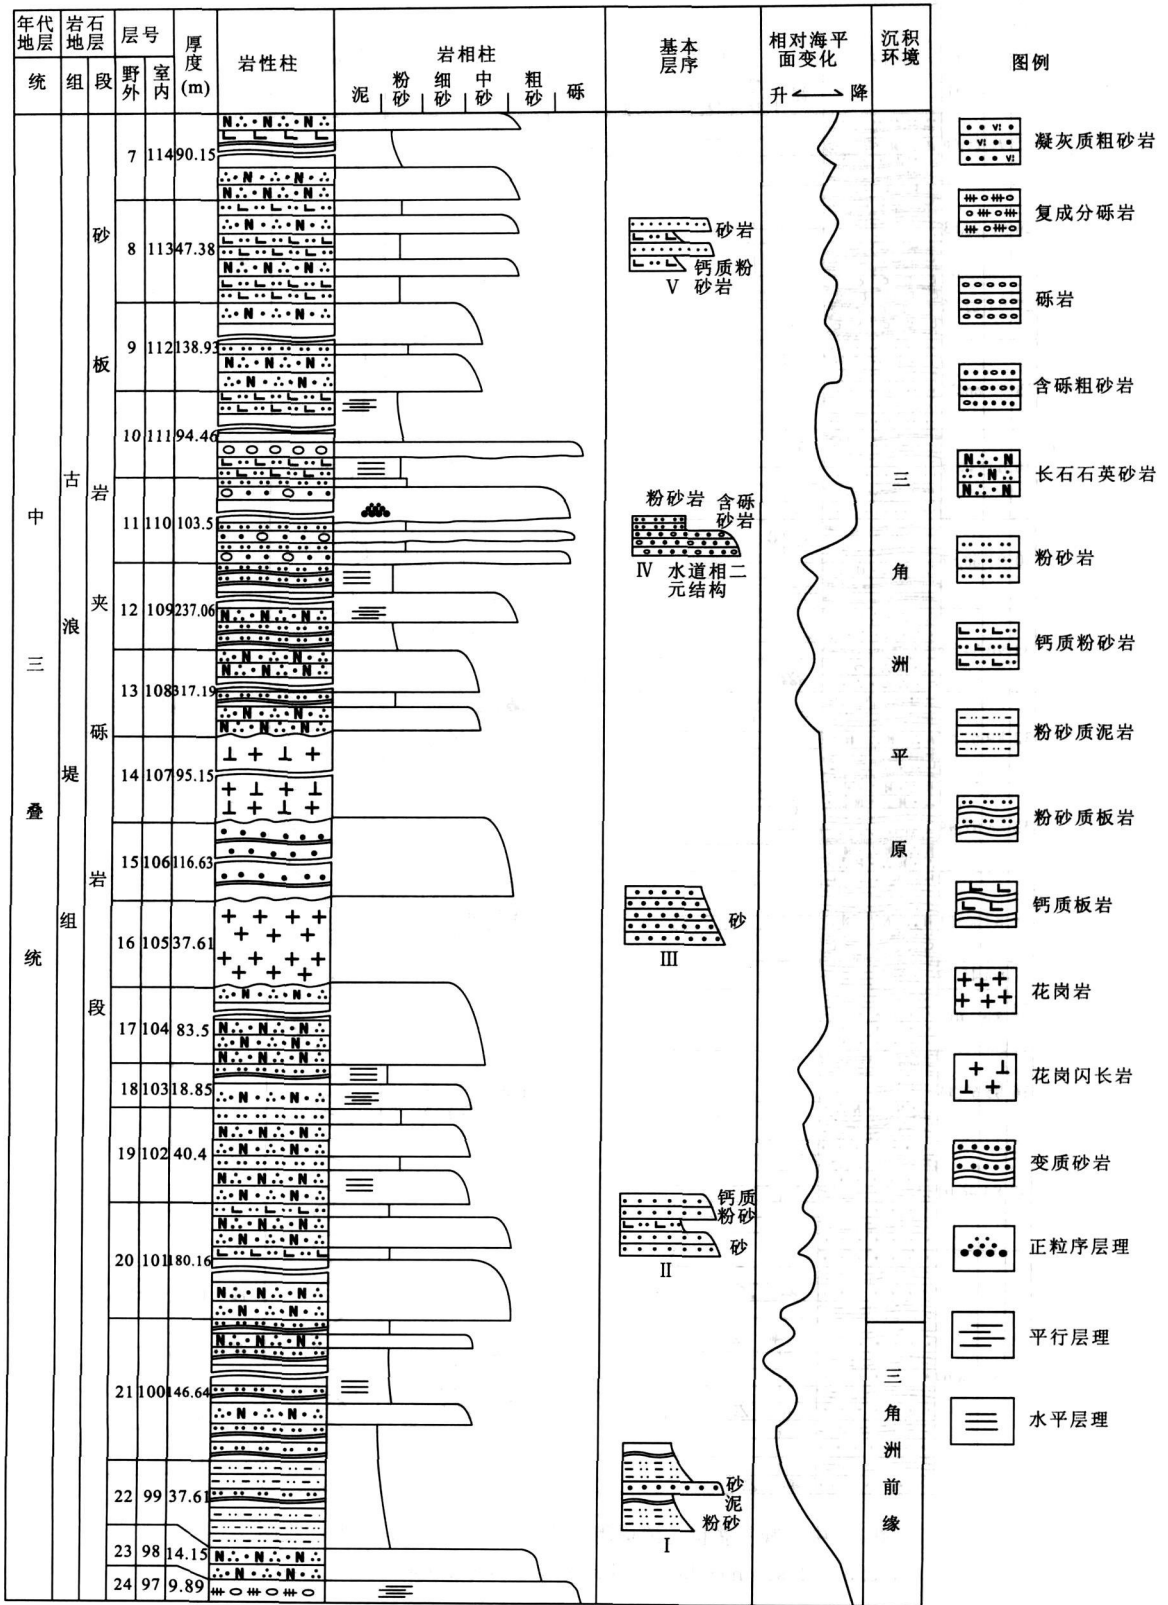 年代地层
岩石地层
层号
厚度(m)
岩性柱
岩相柱
基本层序
相对海平面变化
沉积环境
图例
统
组
段
野外
室内
泥
粉砂
细砂
中砂
粗砂
砾
升
降
中三叠统
古浪堤组
砂板岩夹砾岩段
7 114 90.15
8 113 47.38
9 112 138.93
10 111 94.46
11 110 103.5
12 109 237.06
13 108 317.19
14 107 95.15
15 106 116.63
16 105 37.61
17 104 83.5
18 103 18.85
19 102 40.4
20 101 180.16
21 100 146.64
22 99 37.61
23 98 14.15
24 97 9.89
砂岩
钙质粉砂岩
V
粉砂岩
含砾砂岩
IV 水道相二元结构
砂
III
钙质粉砂
砂
II
砂
泥
粉砂
I
三角洲平原
三角洲前缘
凝灰质粗砂岩
复成分砾岩
砾岩
含砾粗砂岩
长石石英砂岩
粉砂岩
钙质粉砂岩
粉砂质泥岩
粉砂质板岩
钙质板岩
花岗岩
花岗闪长岩
变质砂岩
正粒序层理
平行层理
水平层理